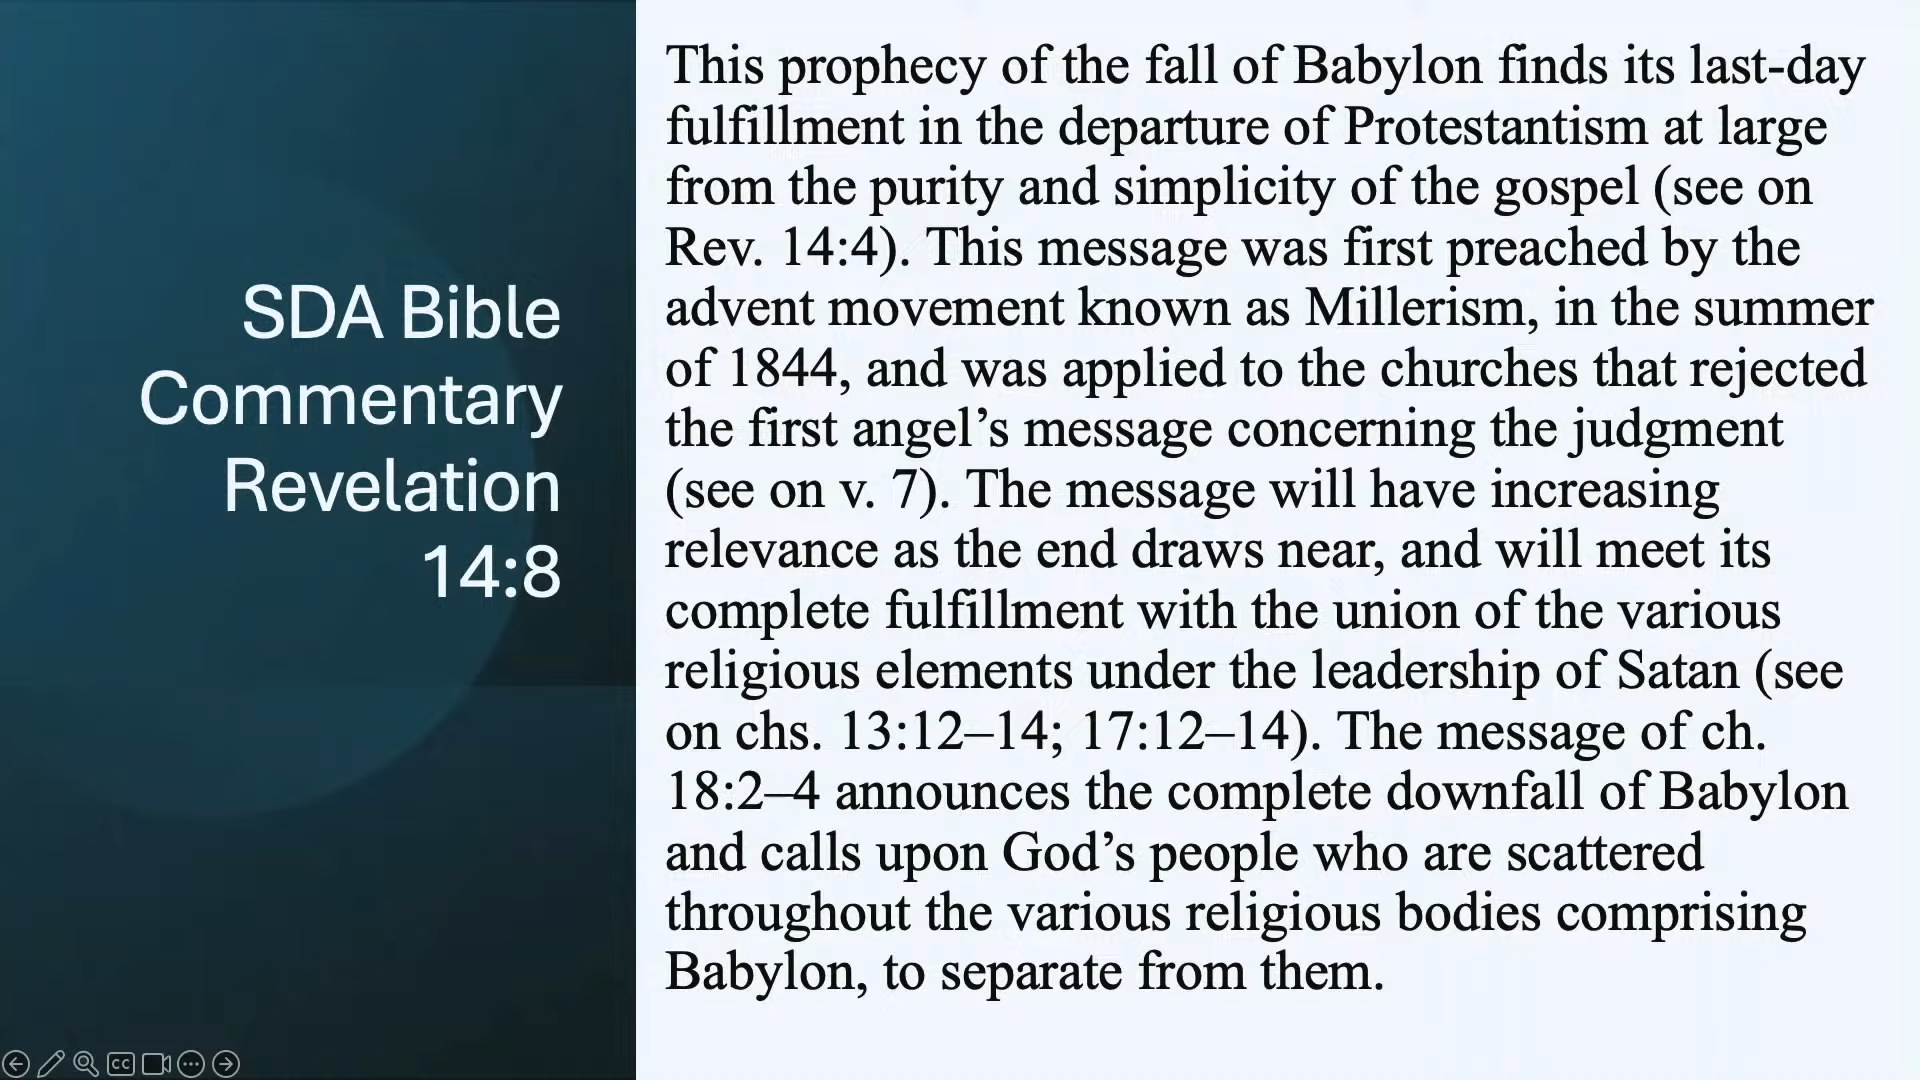 SDA Bible
Commentary
Revelation
14:8
This prophecy of the fall of Babylon finds its last-day
fulfillment in the departure of Protestantism at large
from the purity and simplicity of the gospel (see on
Rev. 14:4). This message was first preached by the
advent movement known as Millerism, in the summer
of 1844, and was applied to the churches that rejected
the first angel’s message concerning the judgment
(see on v. 7). The message will have increasing
relevance as the end draws near, and will meet its
complete fulfillment with the union of the various
religious elements under the leadership of Satan (see
on chs. 13:12–14; 17:12–14). The message of ch.
18:2–4 announces the complete downfall of Babylon
and calls upon God’s people who are scattered
throughout the various religious bodies comprising
Babylon, to separate from them.
CC